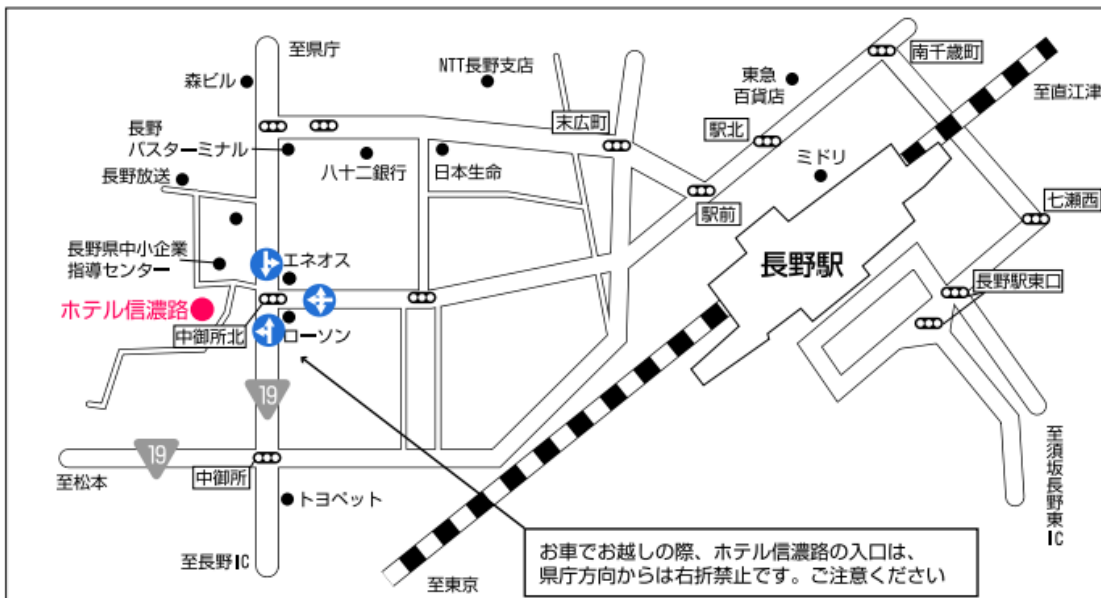 至県庁
森ビル
NTT長野支店
東急
百貨店
南千歳町
至直江津
長野
バスターミナル
末広町
駅北
八十二銀行
日本生命
ミドリ
長野放送
駅前
七瀬西
長野県中小企業
指導センター
エネオス
長野駅
長野駅東口
ホテル信濃路
中御所北
ローソン
19
19
至松本
中御所
トヨペット
至須坂長野東IC
至長野IC
至東京
お車でお越しの際、ホテル信濃路の入口は、
県庁方向からは右折禁止です。ご注意ください